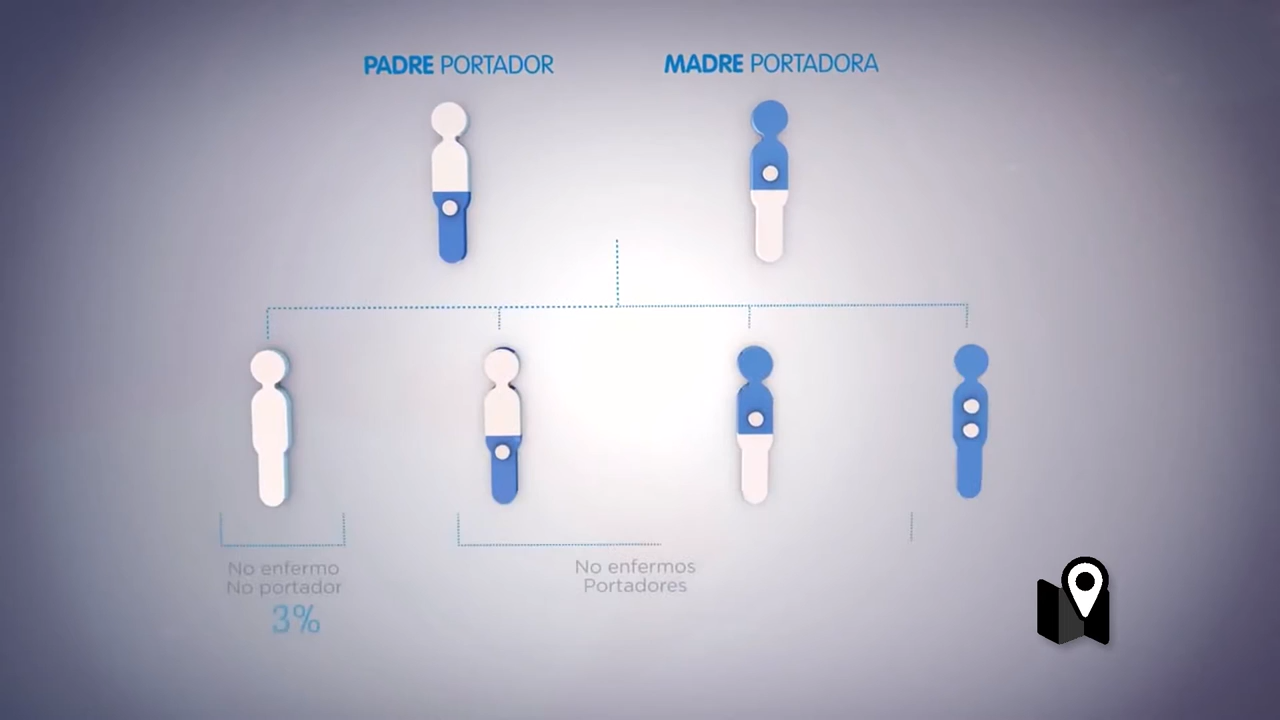 PADRE PORTADOR
MADRE PORTADORA
No enfermo
No portador
3%
No enfermos
Portadores